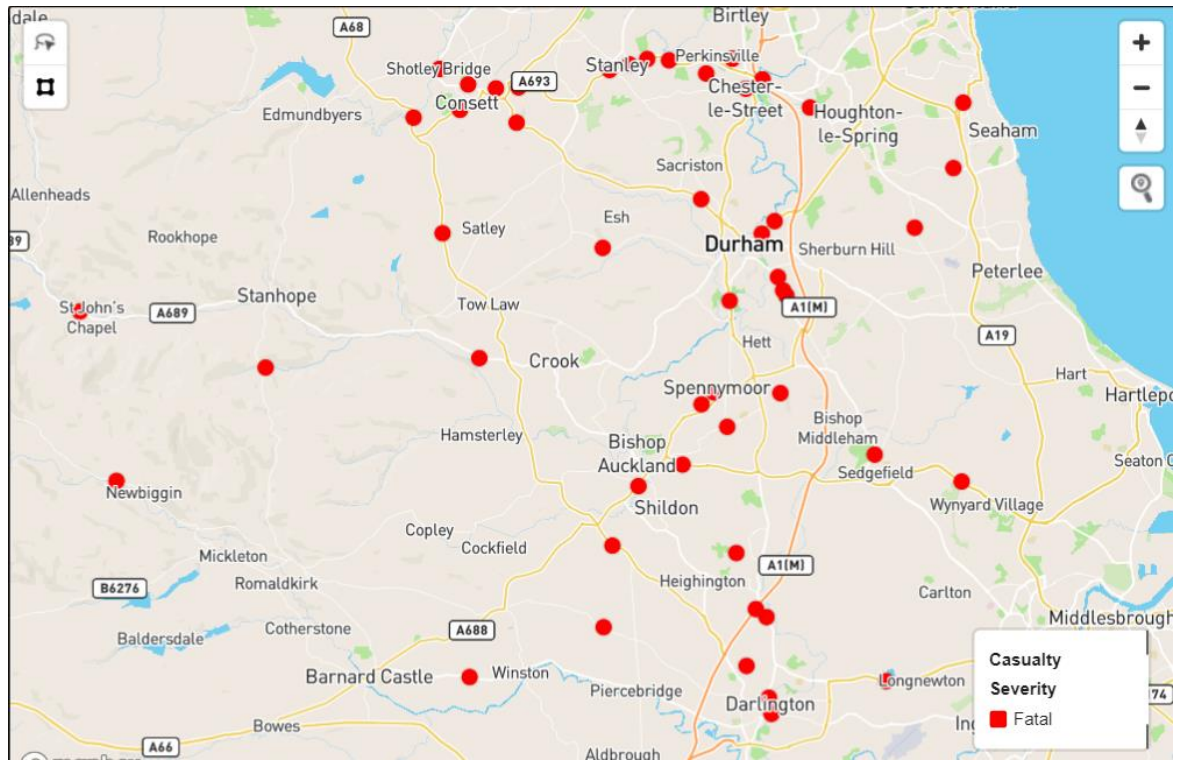 dale
A68
Birtley
Shotley Bridge
Stanley
Perkinsville
A693
Consett
Chester-
le-Street
Edmundbyers
Houghton-
le-Spring
Seaham
Sacriston
Allenheads
Rookhope
Satley
Esh
Durham
Sherburn Hill
Peterlee
89
Stanhope
St John's
Chapel
A689
Tow Law
A1(M)
A19
Hett
Crook
Hart
Hartlepo
Spennymoor
Bishop
Middleham
Hamsterley
Bishop
Auckland
Sedgefield
Seaton C
Newbiggin
Shildon
Wynyard Village
Copley
Cockfield
Mickleton
Heighington
A1(M)
B6276
Romaldkirk
Carlton
Middlesbrough
Baldersdale
Cotherstone
A688
Barnard Castle
Winston
Piercebridge
Longnewton
Darlington
Bowes
A66
Aldbrough
Ing
174
Casualty
Severity
Fatal